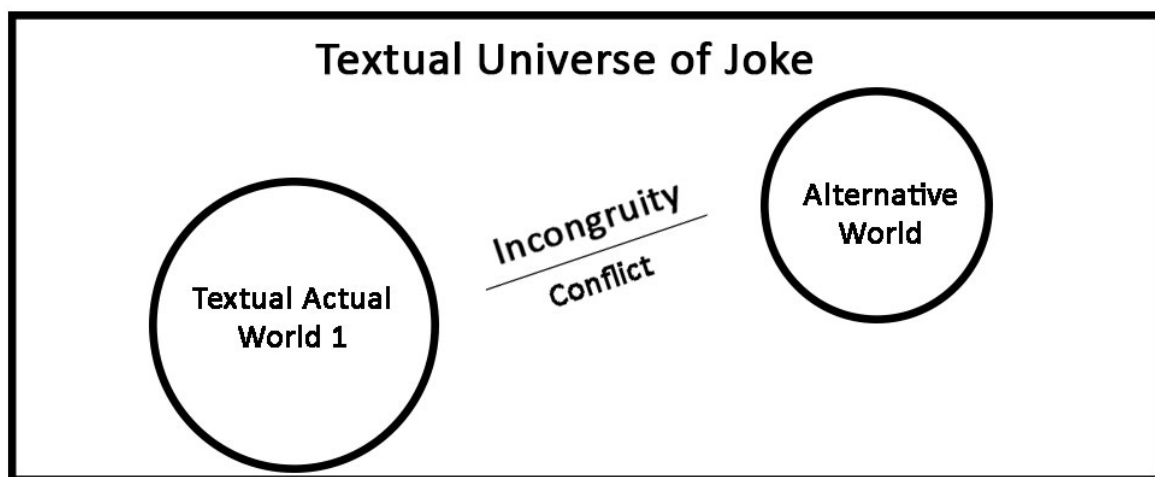 Textual Universe of Joke
Incongruity
Conflict
Alternative
World
Textual Actual
World 1